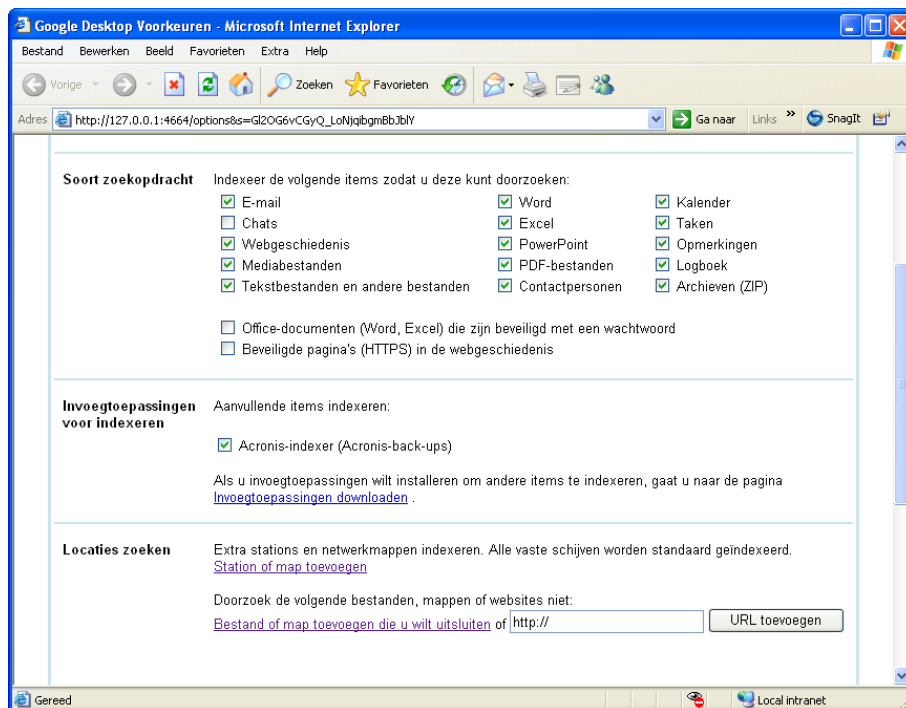 Google Desktop Voorkeuren - Microsoft Internet Explorer
Bestand Bewerken Beeld Favorieten Extra Help
Vorige Zoeken Favorieten
Adres http://127.0.0.1:4664/options&s=Gl2OG6vCGyQ_LoNjqibgmBbJblY Ga naar Links » SnagIt
Soort zoekopdracht Indexeer de volgende items zodat u deze kunt doorzoeken:
E-mail Word Kalender
Chats Excel Taken
Webgeschiedenis PowerPoint Opmerkingen
Mediabestanden PDF-bestanden Logboek
Tekstbestanden en andere bestanden Contactpersonen Archieven (ZIP)
Office-documenten (Word, Excel) die zijn beveiligd met een wachtwoord
Beveiligde pagina's (HTTPS) in de webgeschiedenis
Invoegtoepassingen Aanvullende items indexeren:
voor indexeren
Acronis-indexer (Acronis-back-ups)
Als u invoegtoepassingen wilt installeren om andere items te indexeren, gaat u naar de pagina
Invoegtoepassingen downloaden .
Locaties zoeken Extra stations en netwerkmappen indexeren. Alle vaste schijven worden standaard geïndexeerd.
Station of map toevoegen
Doorzoek de volgende bestanden, mappen of websites niet:
Bestand of map toevoegen die u wilt uitsluiten of http:// URL toevoegen
Gereed Local intranet